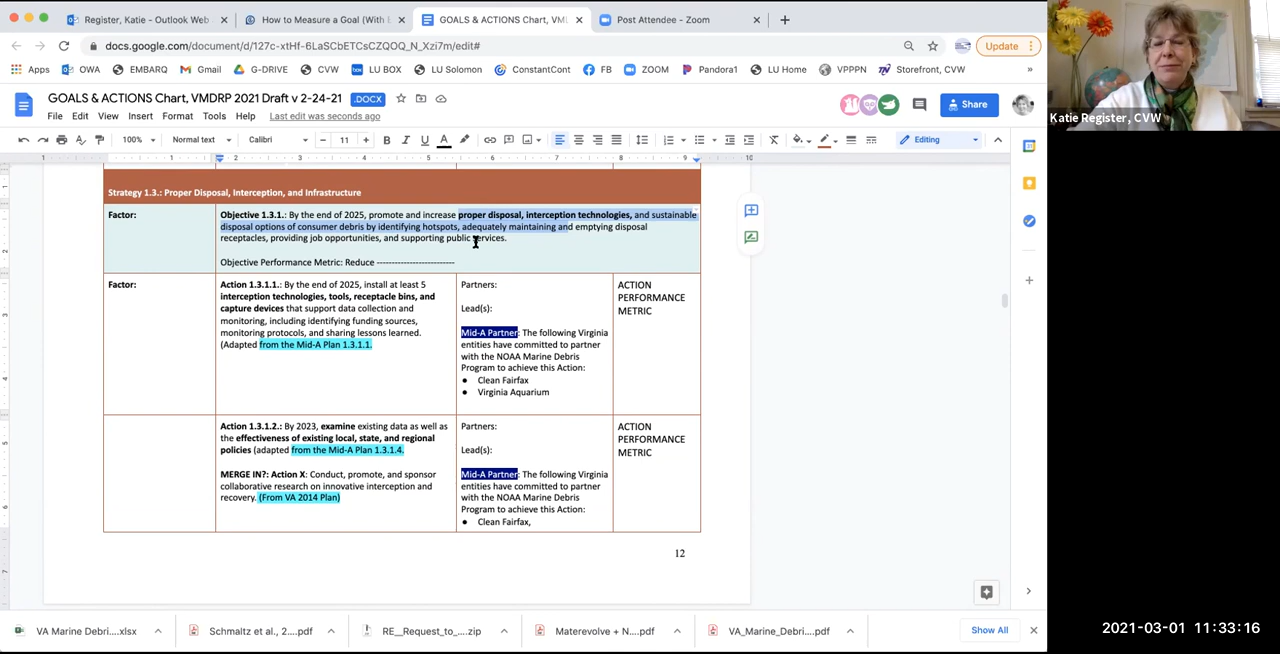 Register, Katie - Outlook Web
How to Measure a Goal (With I
GOALS & ACTIONS Chart, VM
Post Attendee - Zoom
docs.google.com/document/d/127c-xtHf-6LaSCbETCsCZQOQ_N_Xzi7m/edit#
Update
Apps
OWA
EMBARQ
Gmail
G-DRIVE
CVW
LU BOX
LU Solomon
ConstantCont
FB
ZOOM
Pandora1
LU Home
VPPPN
Storefront, CVW
»
GOALS & ACTIONS Chart, VMDRP 2021 Draft v 2-24-21
.DOCX
File Edit View Insert Format Tools Help
Last edit was seconds ago
Share
Katie Register, CVW
100%
Normal text
Calibri
11
Editing
Strategy 1.3.: Proper Disposal, Interception, and Infrastructure
Factor:
Objective 1.3.1.: By the end of 2025, promote and increase proper disposal, interception technologies, and sustainable
disposal options of consumer debris by identifying hotspots, adequately maintaining and emptying disposal
receptacles, providing job opportunities, and supporting public services.
Objective Performance Metric: Reduce -------------------------
Factor:
Action 1.3.1.1.: By the end of 2025, install at least 5
interception technologies, tools, receptacle bins, and
capture devices that support data collection and
monitoring, including identifying funding sources,
monitoring protocols, and sharing lessons learned.
(Adapted from the Mid-A Plan 1.3.1.1.
Partners:
Lead(s):
Mid-A Partner: The following Virginia
entities have committed to partner
with the NOAA Marine Debris
Program to achieve this Action:
● Clean Fairfax
● Virginia Aquarium
ACTION
PERFORMANCE
METRIC
Action 1.3.1.2.: By 2023, examine existing data as well as
the effectiveness of existing local, state, and regional
policies (adapted from the Mid-A Plan 1.3.1.4.
MERGE IN?: Action X: Conduct, promote, and sponsor
collaborative research on innovative interception and
recovery. (From VA 2014 Plan)
Partners:
Lead(s):
Mid-A Partner: The following Virginia
entities have committed to partner
with the NOAA Marine Debris
Program to achieve this Action:
● Clean Fairfax,
ACTION
PERFORMANCE
METRIC
12
VA Marine Debri....xlsx
Schmaltz et al., 2....pdf
RE__Request_to_....zip
Materevolve + N....pdf
VA_Marine_Debri....pdf
Show All
2021-03-01 11:33:16